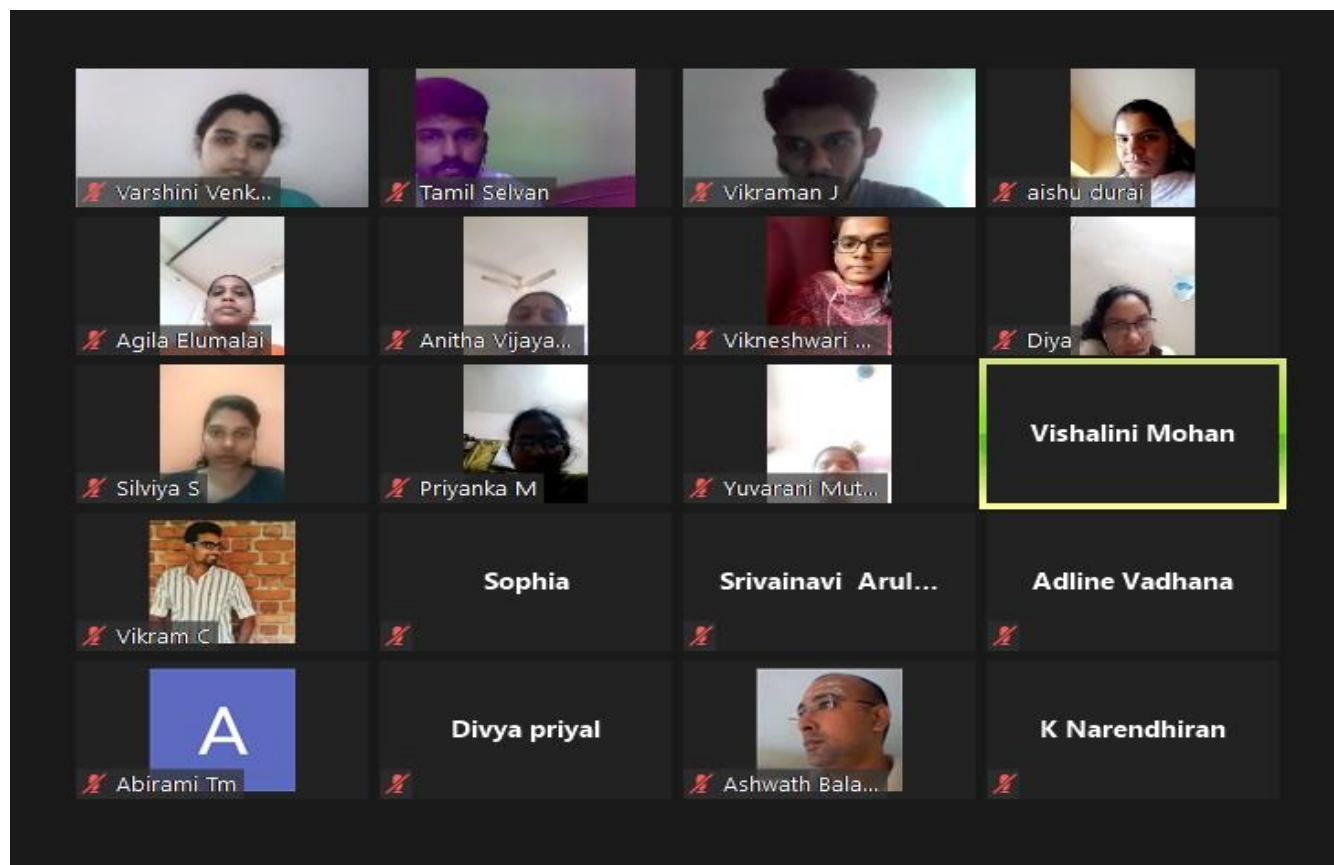 Varshini Venk...
Tamil Selvan
Vikraman J
aishu durai
Agila Elumalai
Anitha Vijaya...
Vikneshwari ...
Diya
Silviya S
Priyanka M
Yuvarani Mut...
Vishalini Mohan
Vikram C
Sophia
Srivainavi Arul...
Adline Vadhana
A
Abirami Tm
Divya priyal
Ashwath Bala...
K Narendhiran